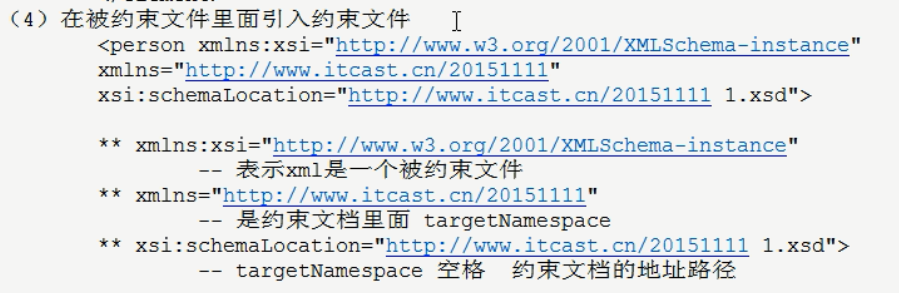 （4）在被约束文件里面引入约束文件
<person xmlns:xsi="http://www.w3.org/2001/XMLSchema-instance"
xmlns="http://www.itcast.cn/20151111"
xsi:schemaLocation="http://www.itcast.cn/20151111 1.xsd">
** xmlns:xsi="http://www.w3.org/2001/XMLSchema-instance"
-- 表示xml是一个被约束文件
** xmlns="http://www.itcast.cn/20151111"
-- 是约束文档里面 targetNamespace
** xsi:schemaLocation="http://www.itcast.cn/20151111 1.xsd">
-- targetNamespace 空格 约束文档的地址路径